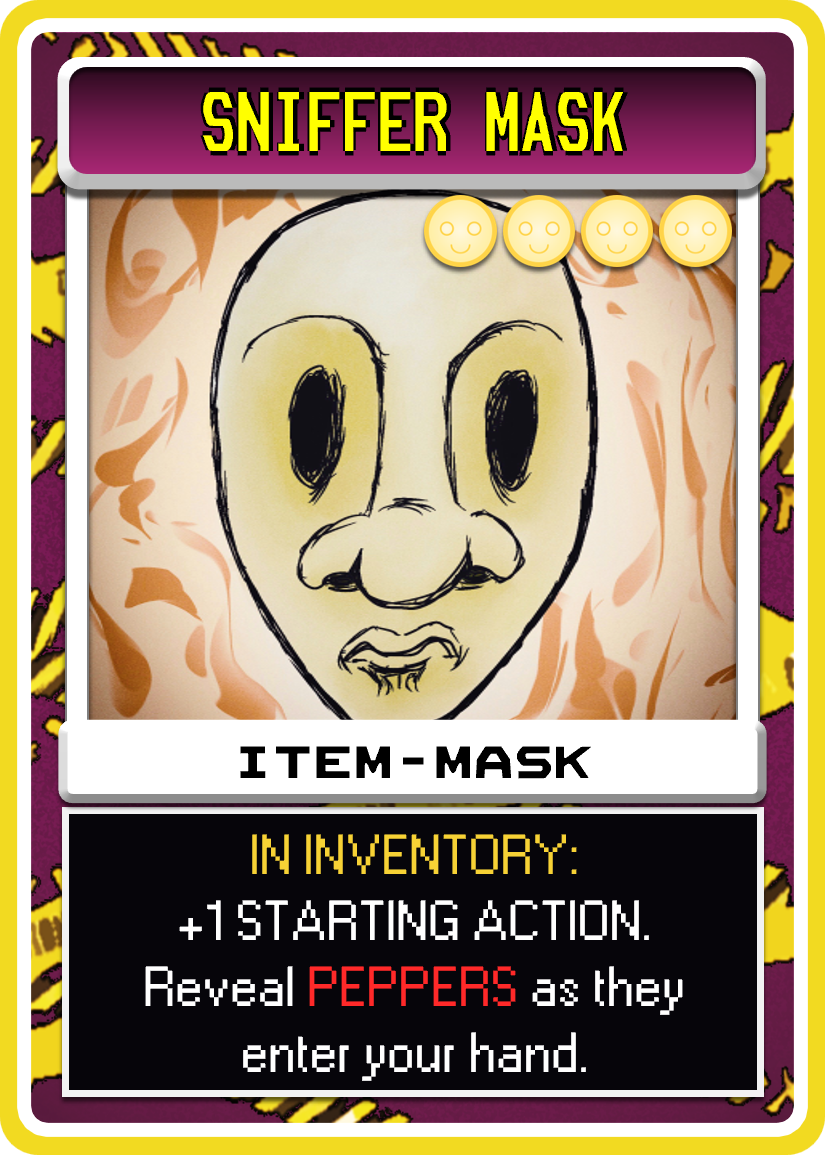 SNIFFER MASK
ITEM-MASK
IN INVENTORY:
+1 STARTING ACTION.
Reveal PEPPERS as they
enter your hand.